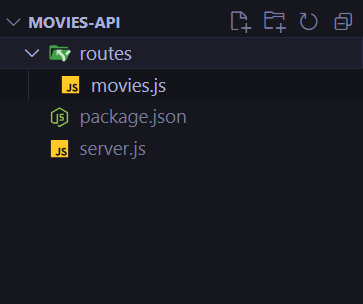 MOVIES-API
routes
JS movies.js
JS package.json
JS server.js